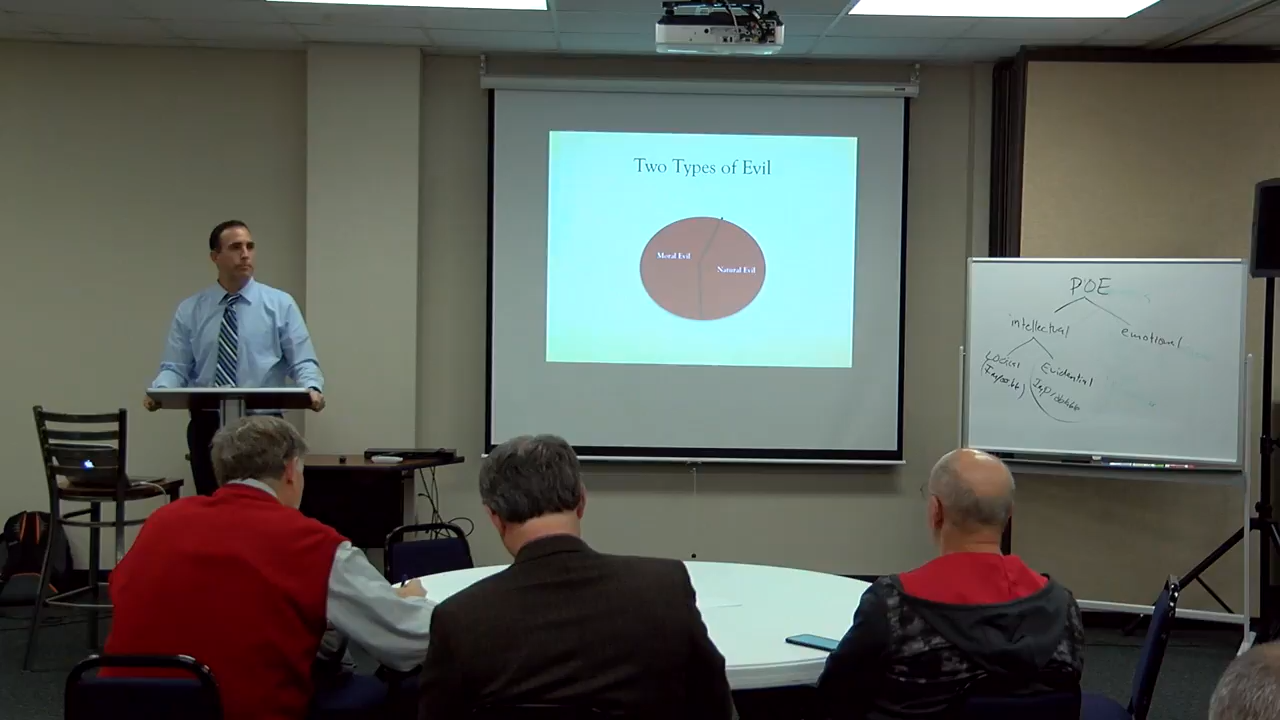 Two Types of Evil
Moral Evil
Natural Evil
POE
intellectual
emotional
Logical
Evidential